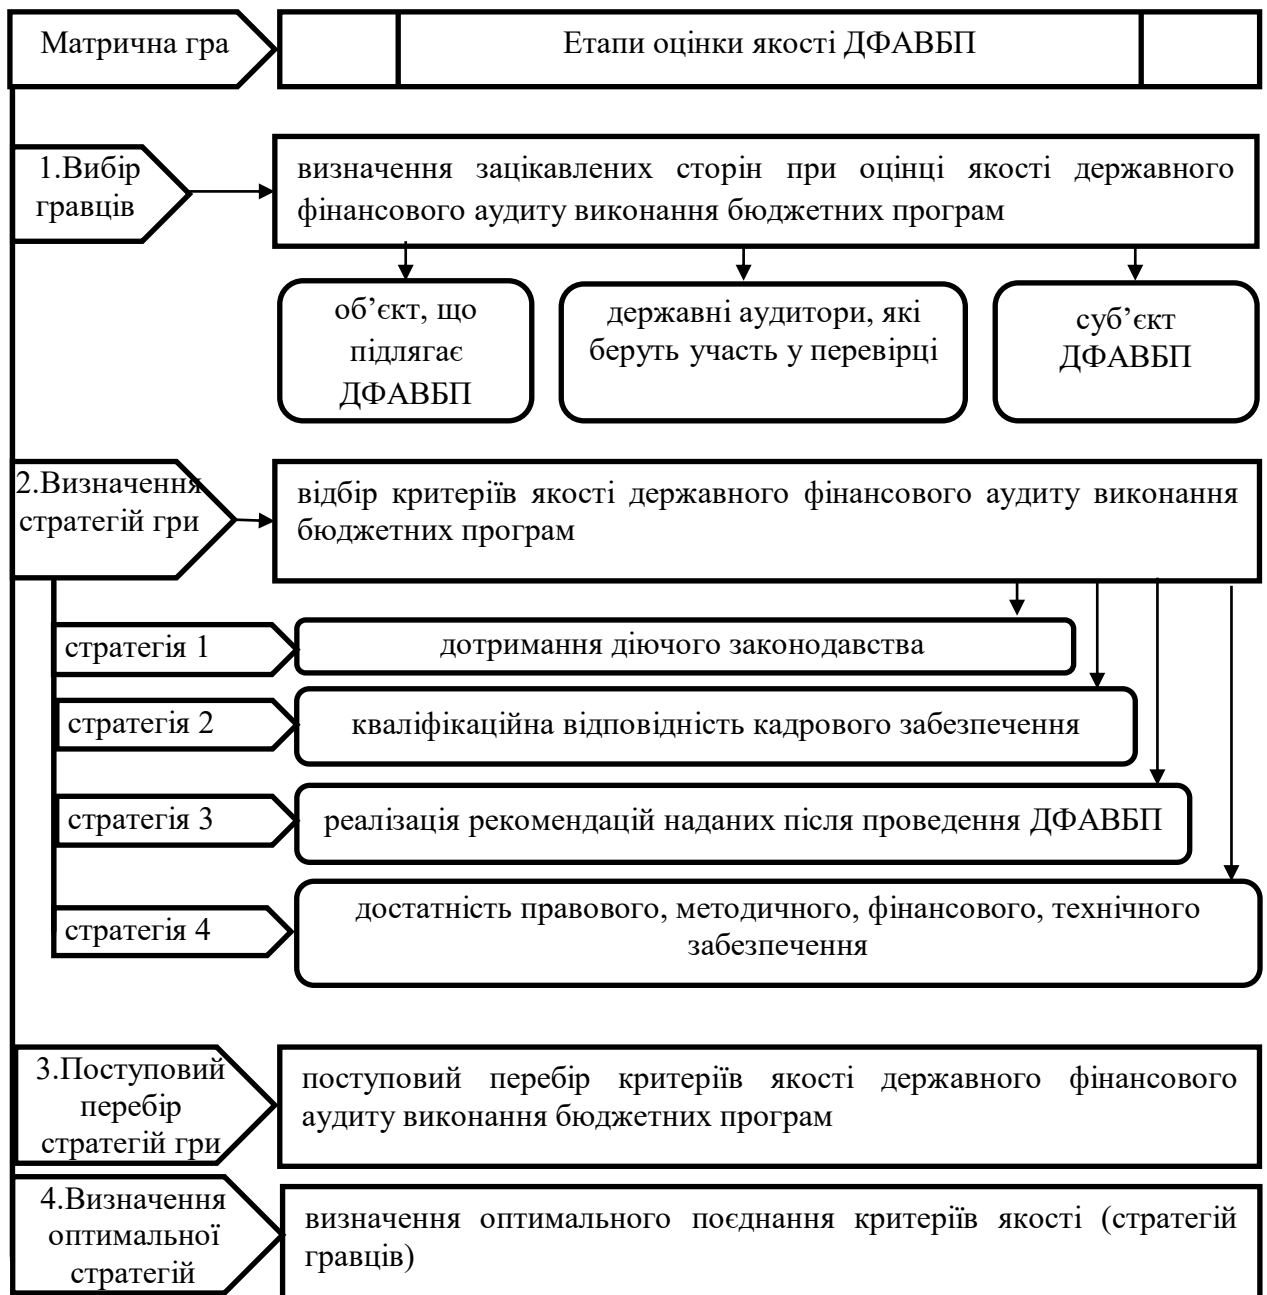 Матрична гра
Етапи оцінки якості ДФАВБП
1.Вибір
гравців
визначення зацікавлених сторін при оцінці якості державного
фінансового аудиту виконання бюджетних програм
об’єкт, що
підлягає
ДФАВБП
державні аудитори, які
беруть участь у перевірці
суб’єкт
ДФАВБП
2.Визначення
стратегій гри
відбір критеріїв якості державного фінансового аудиту виконання
бюджетних програм
стратегія 1
дотримання діючого законодавства
стратегія 2
кваліфікаційна відповідність кадрового забезпечення
стратегія 3
реалізація рекомендацій наданих після проведення ДФАВБП
стратегія 4
достатність правового, методичного, фінансового, технічного
забезпечення
3.Поступовий
перебір
стратегій гри
поступовий перебір критеріїв якості державного фінансового
аудиту виконання бюджетних програм
4.Визначення
оптимальної
стратегій
визначення оптимального поєднання критеріїв якості (стратегій
гравців)